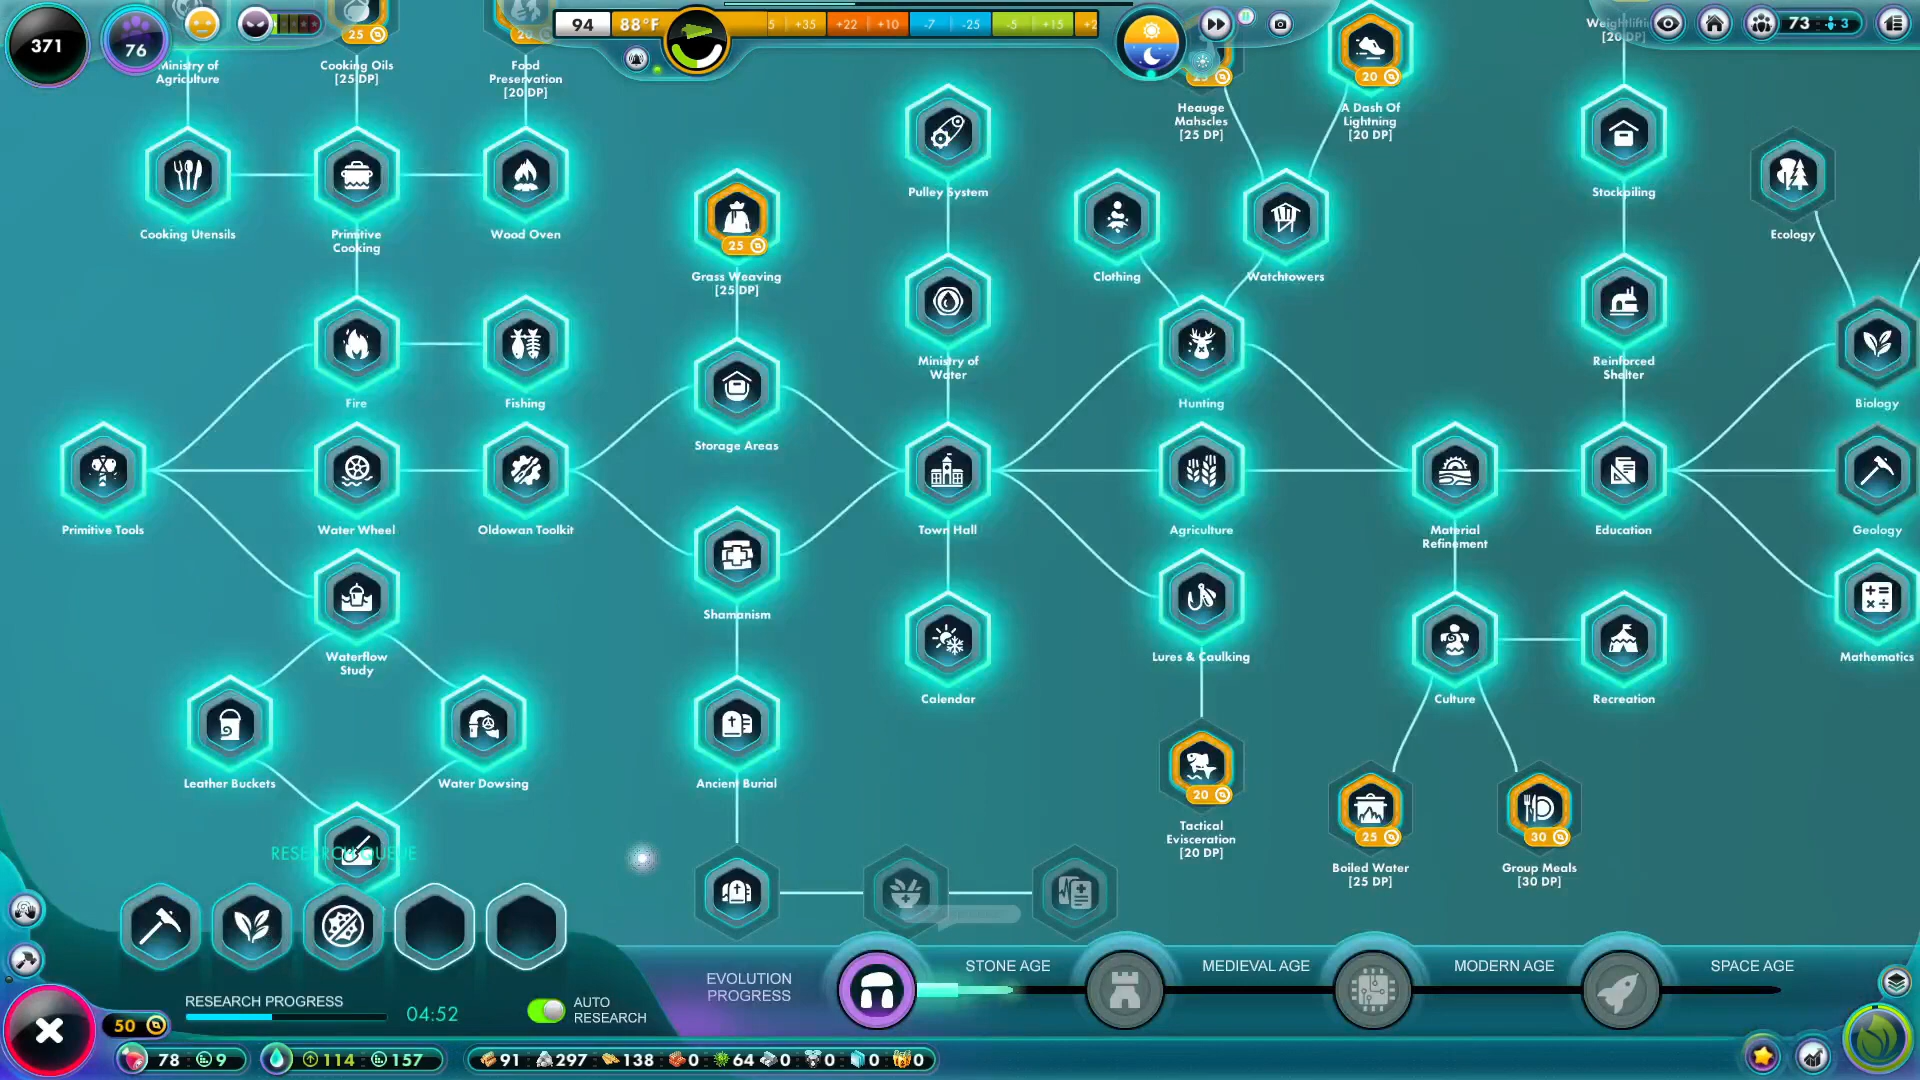 371
76
94
88°F
+35
+22
+10
-7
-25
-5
+15
73
3
25
20
25
20
Ministry of
Agriculture
Cooking Oils
[25 DP]
Food
Preservation
[20 DP]
Heauge
Mahscles
[25 DP]
A Dash Of
Lightning
[20 DP]
[20 DP]
Cooking Utensils
Primitive
Cooking
Wood Oven
25
Grass Weaving
[25 DP]
Pulley System
Clothing
Watchtowers
Stockpiling
Ecology
Fire
Fishing
Storage Areas
Ministry of
Water
Hunting
Reinforced
Shelter
Biology
Primitive Tools
Water Wheel
Oldowan Toolkit
Town Hall
Agriculture
Material
Refinement
Education
Waterflow
Study
Shamanism
Calendar
Lures & Caulking
Culture
Recreation
Mathematics
Leather Buckets
Water Dowsing
Ancient Burial
20
Tactical
Evisceration
[20 DP]
25
Boiled Water
[25 DP]
30
Group Meals
[30 DP]
RESEARCH QUEUE
RESEARCH PROGRESS
04:52
AUTO
RESEARCH
EVOLUTION
PROGRESS
STONE AGE
MEDIEVAL AGE
MODERN AGE
SPACE AGE
50
78
9
114
157
91
297
138
0
64
0
0
0
0